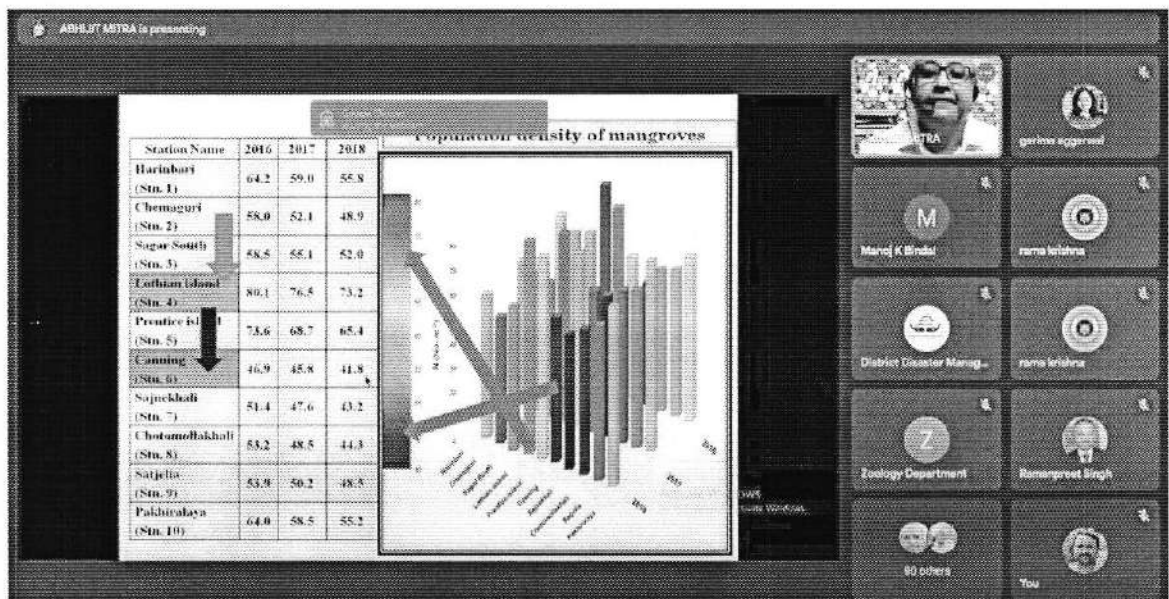 ABHIJIT MITRA is presenting
Population density of mangroves
Station Name 2016 2017 2018
Harinbari
(Stn. 1) 64.2 59.0 55.8
Chemaguri
(Stn. 2) 58.0 52.1 48.9
Sagar South
(Stn. 3) 58.5 55.1 52.0
Lothian island
(Stn. 4) 80.1 76.5 73.2
Prentice island
(Stn. 5) 73.6 68.7 65.4
Canning
(Stn. 6) 46.9 45.8 41.8
Sajnekhali
(Stn. 7) 51.4 47.6 43.2
Chotomollakhali
(Stn. 8) 53.2 48.5 44.3
Satjelia
(Stn. 9) 53.9 50.2 48.5
Pakhiralaya
(Stn. 10) 64.0 58.5 55.2
garima aggarwal
M
Manoj K Bindal
rama krishna
District Disaster Manag...
rama krishna
Z
Zoology Department
Ramanpreet Singh
90 others
You